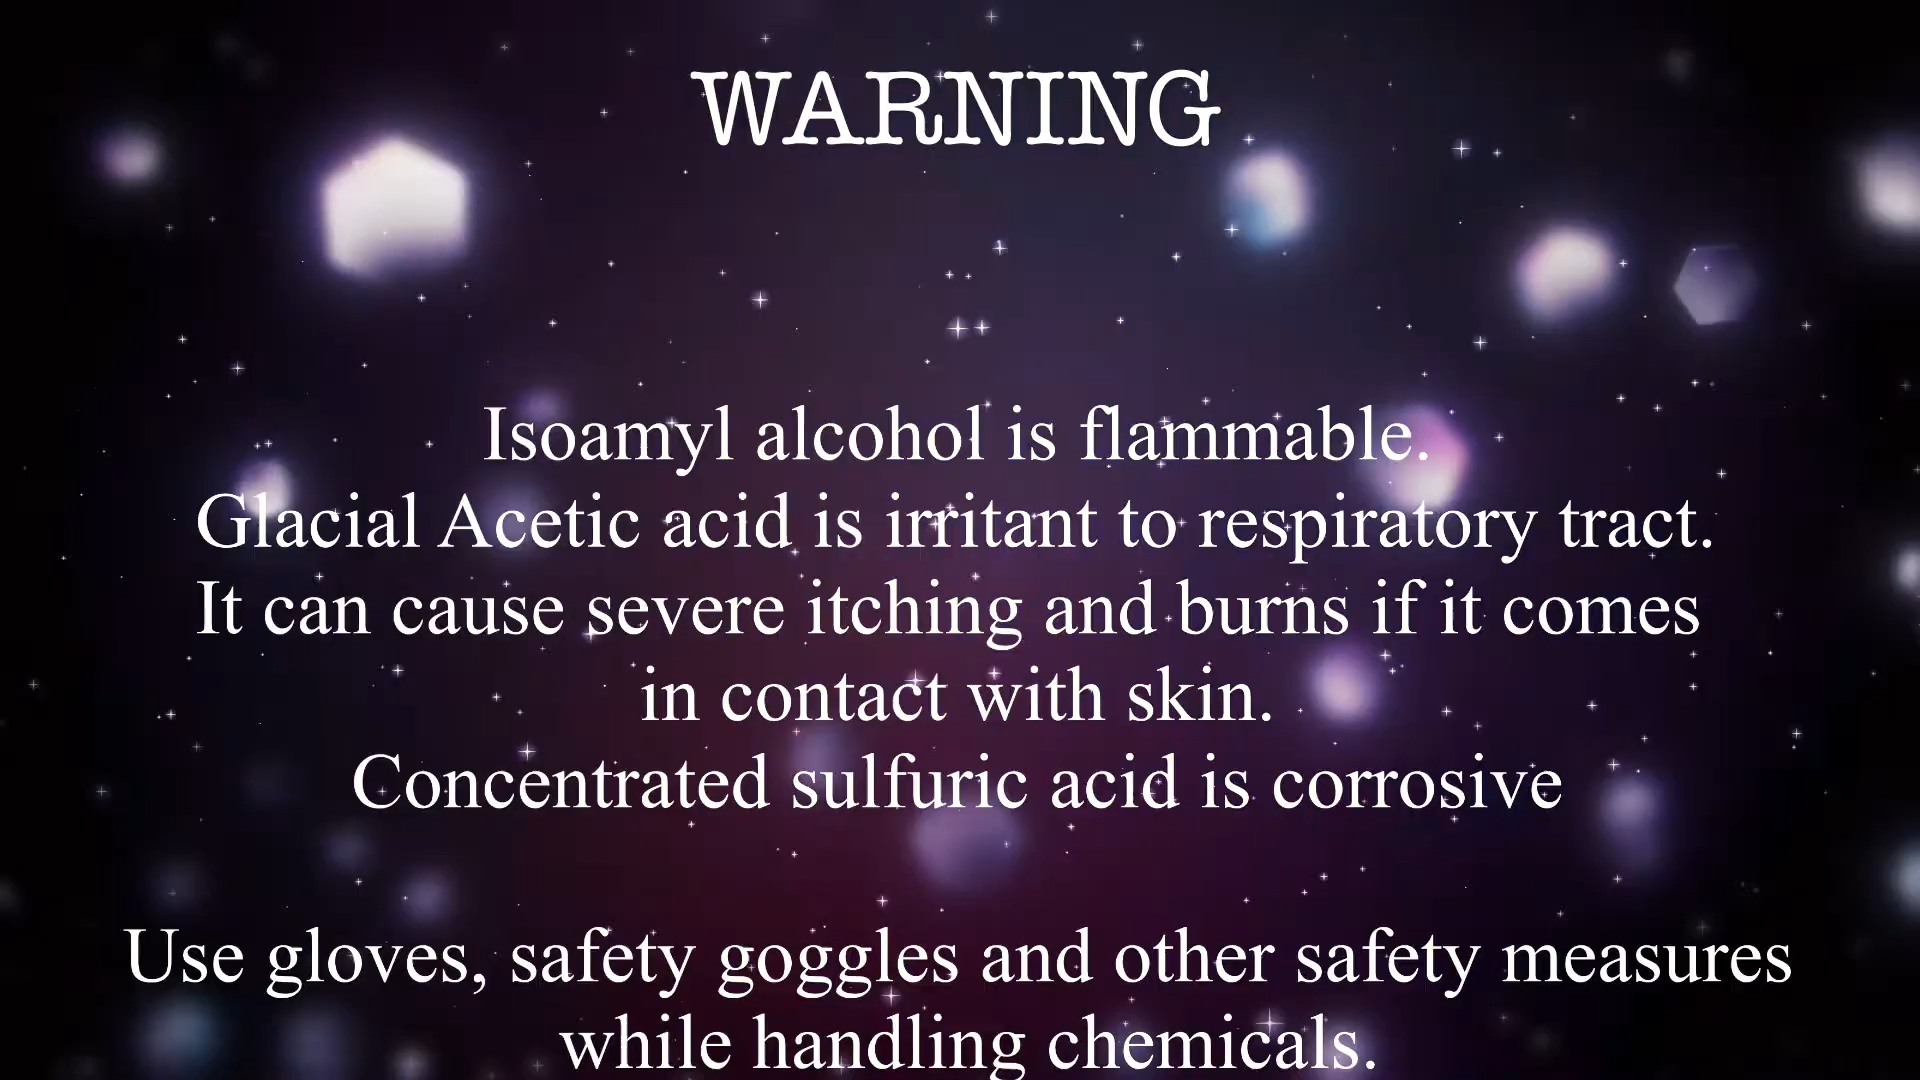 WARNING
Isoamyl alcohol is flammable.
Glacial Acetic acid is irritant to respiratory tract.
It can cause severe itching and burns if it comes
in contact with skin.
Concentrated sulfuric acid is corrosive
Use gloves, safety goggles and other safety measures
while handling chemicals.